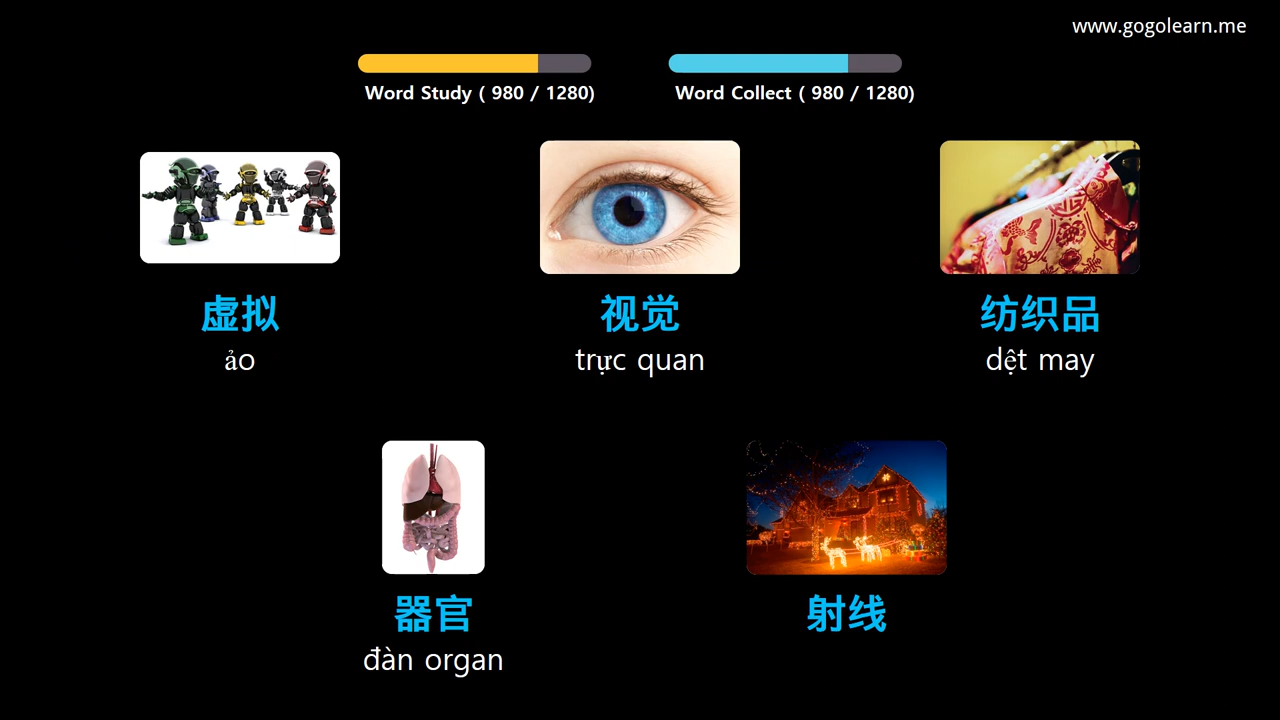 www.gogolearn.me
Word Study ( 980 / 1280)
Word Collect ( 980 / 1280)
虚拟
ảo
视觉
trực quan
纺织品
dệt may
器官
đàn organ
射线